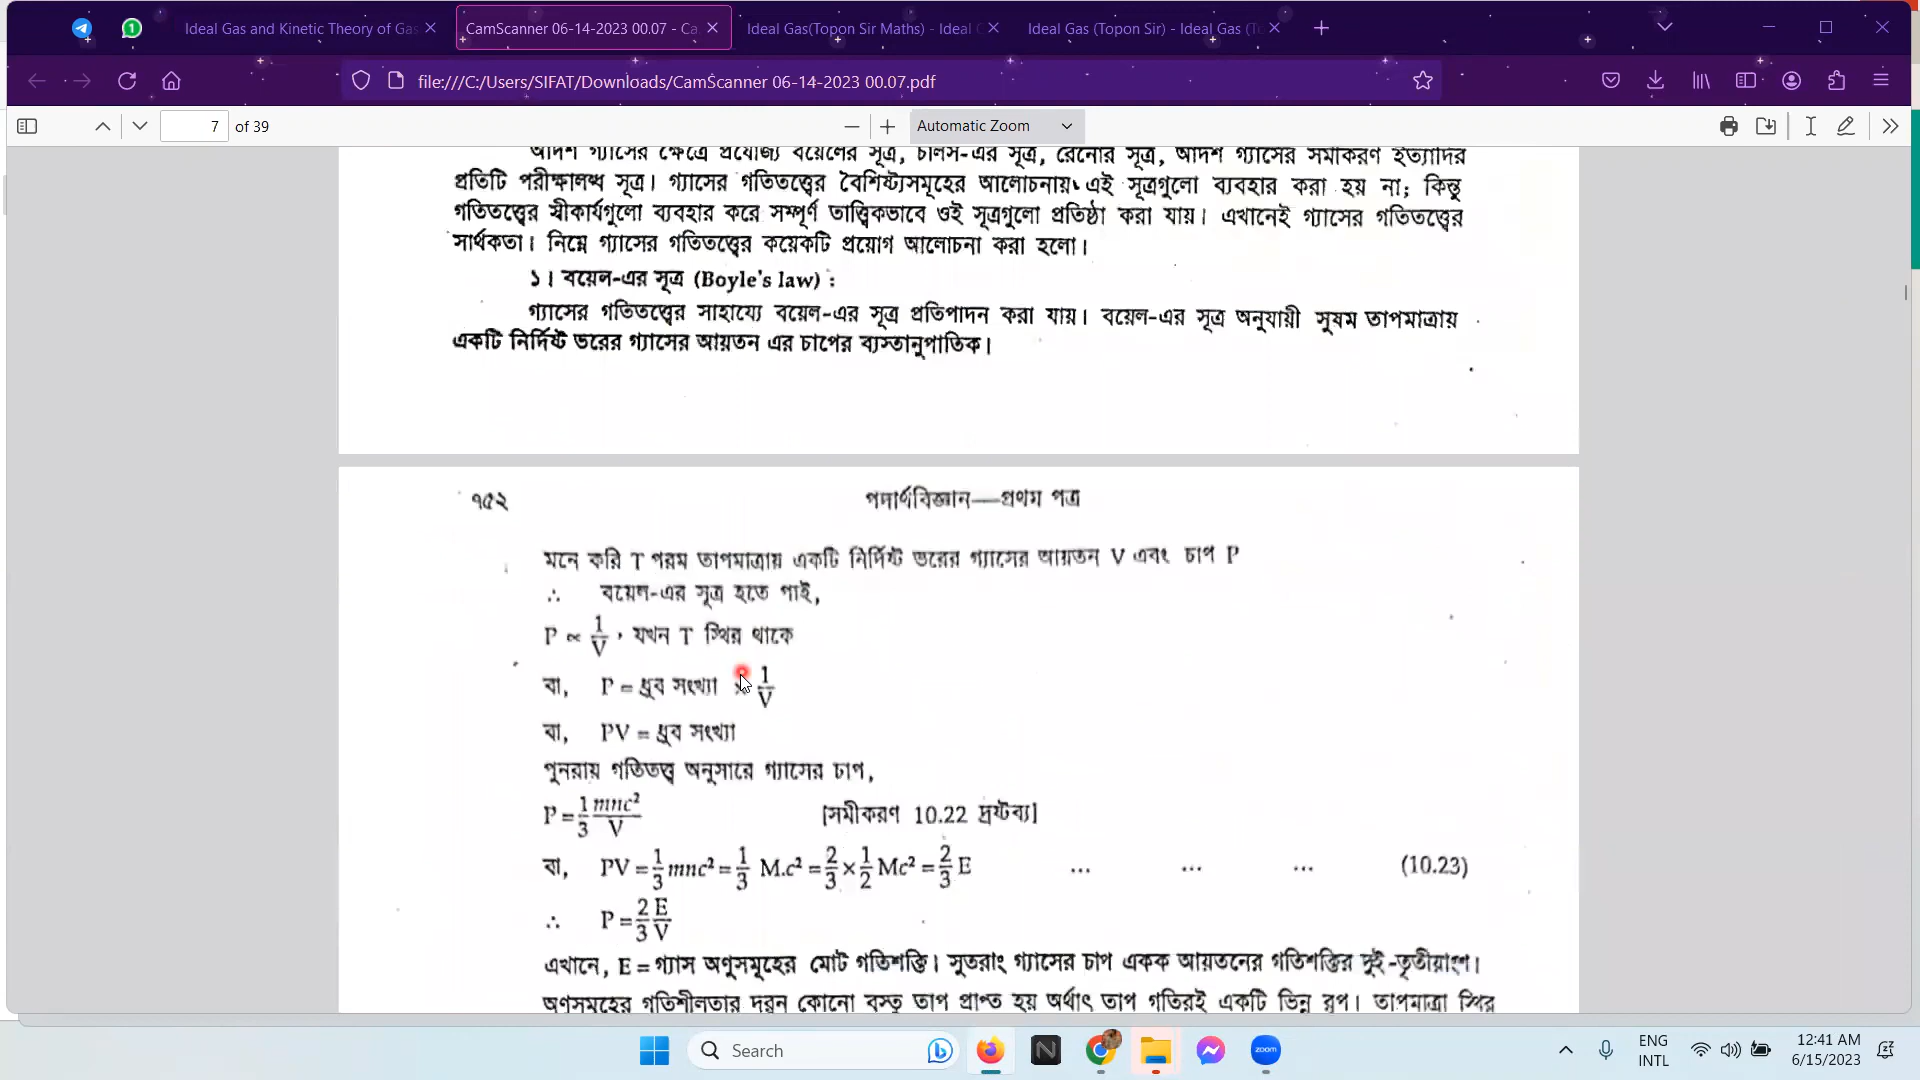 Ideal Gas and Kinetic Theory of Gas
CamScanner 06-14-2023 00.07 - Ca
Ideal Gas(Topon Sir Maths) - Ideal
Ideal Gas (Topon Sir) - Ideal Gas (T
file:///C:/Users/SIFAT/Downloads/CamScanner 06-14-2023 00.07.pdf
7 of 39
Automatic Zoom
আদর্শ গ্যাসের ক্ষেত্রে প্রযোজ্য বয়েলের সূত্র, চার্লস-এর সূত্র, রেনোর সূত্র, আদর্শ গ্যাসের সমীকরণ ইত্যাদির
প্রতিটি পরীক্ষালব্ধ সূত্র। গ্যাসের গতিতত্ত্বের বৈশিষ্ট্যসমূহের আলোচনায় এই সূত্রগুলো ব্যবহার করা হয় না; কিন্তু
গতিতত্ত্বের স্বীকার্যগুলো ব্যবহার করে সম্পূর্ণ তাত্ত্বিকভাবে ওই সূত্রগুলো প্রতিষ্ঠা করা যায়। এখানেই গ্যাসের গতিতত্ত্বের
সার্থকতা। নিম্নে গ্যাসের গতিতত্ত্বের কয়েকটি প্রয়োগ আলোচনা করা হলো।
১। বয়েল-এর সূত্র (Boyle's law) :
গ্যাসের গতিতত্ত্বের সাহায্যে বয়েল-এর সূত্র প্রতিপাদন করা যায়। বয়েল-এর সূত্র অনুযায়ী সুষম তাপমাত্রায়
একটি নির্দিষ্ট ভরের গ্যাসের আয়তন এর চাপের ব্যস্তানুপাতিক।
৭৫২ পদার্থবিজ্ঞান—প্রথম পত্র
মনে করি T পরম তাপমাত্রায় একটি নির্দিষ্ট ভরের গ্যাসের আয়তন V এবং চাপ P
∴ বয়েল-এর সূত্র হতে পাই,
P ∝ 1/V, যখন T স্থির থাকে
বা, P = ধ্রুব সংখ্যা × 1/V
বা, PV = ধ্রুব সংখ্যা
পুনরায় গতিতত্ত্ব অনুসারে গ্যাসের চাপ,
P = 1/3 mnc²/V [সমীকরণ 10.22 দ্রষ্টব্য]
বা, PV = 1/3 mnc² = 1/3 M.c² = 2/3 × 1/2 Mc² = 2/3 E ... ... ... (10.23)
∴ P = 2/3 E/V
এখানে, E = গ্যাস অণুসমূহের মোট গতিশক্তি। সুতরাং গ্যাসের চাপ একক আয়তনের গতিশক্তির দুই-তৃতীয়াংশ।
অণুসমূহের গতিশীলতার দরুন কোনো বস্তু তাপ প্রাপ্ত হয় অর্থাৎ তাপ গতিরই একটি ভিন্ন রূপ। তাপমাত্রা স্থির
Search
zoom
ENG
INTL
12:41 AM
6/15/2023